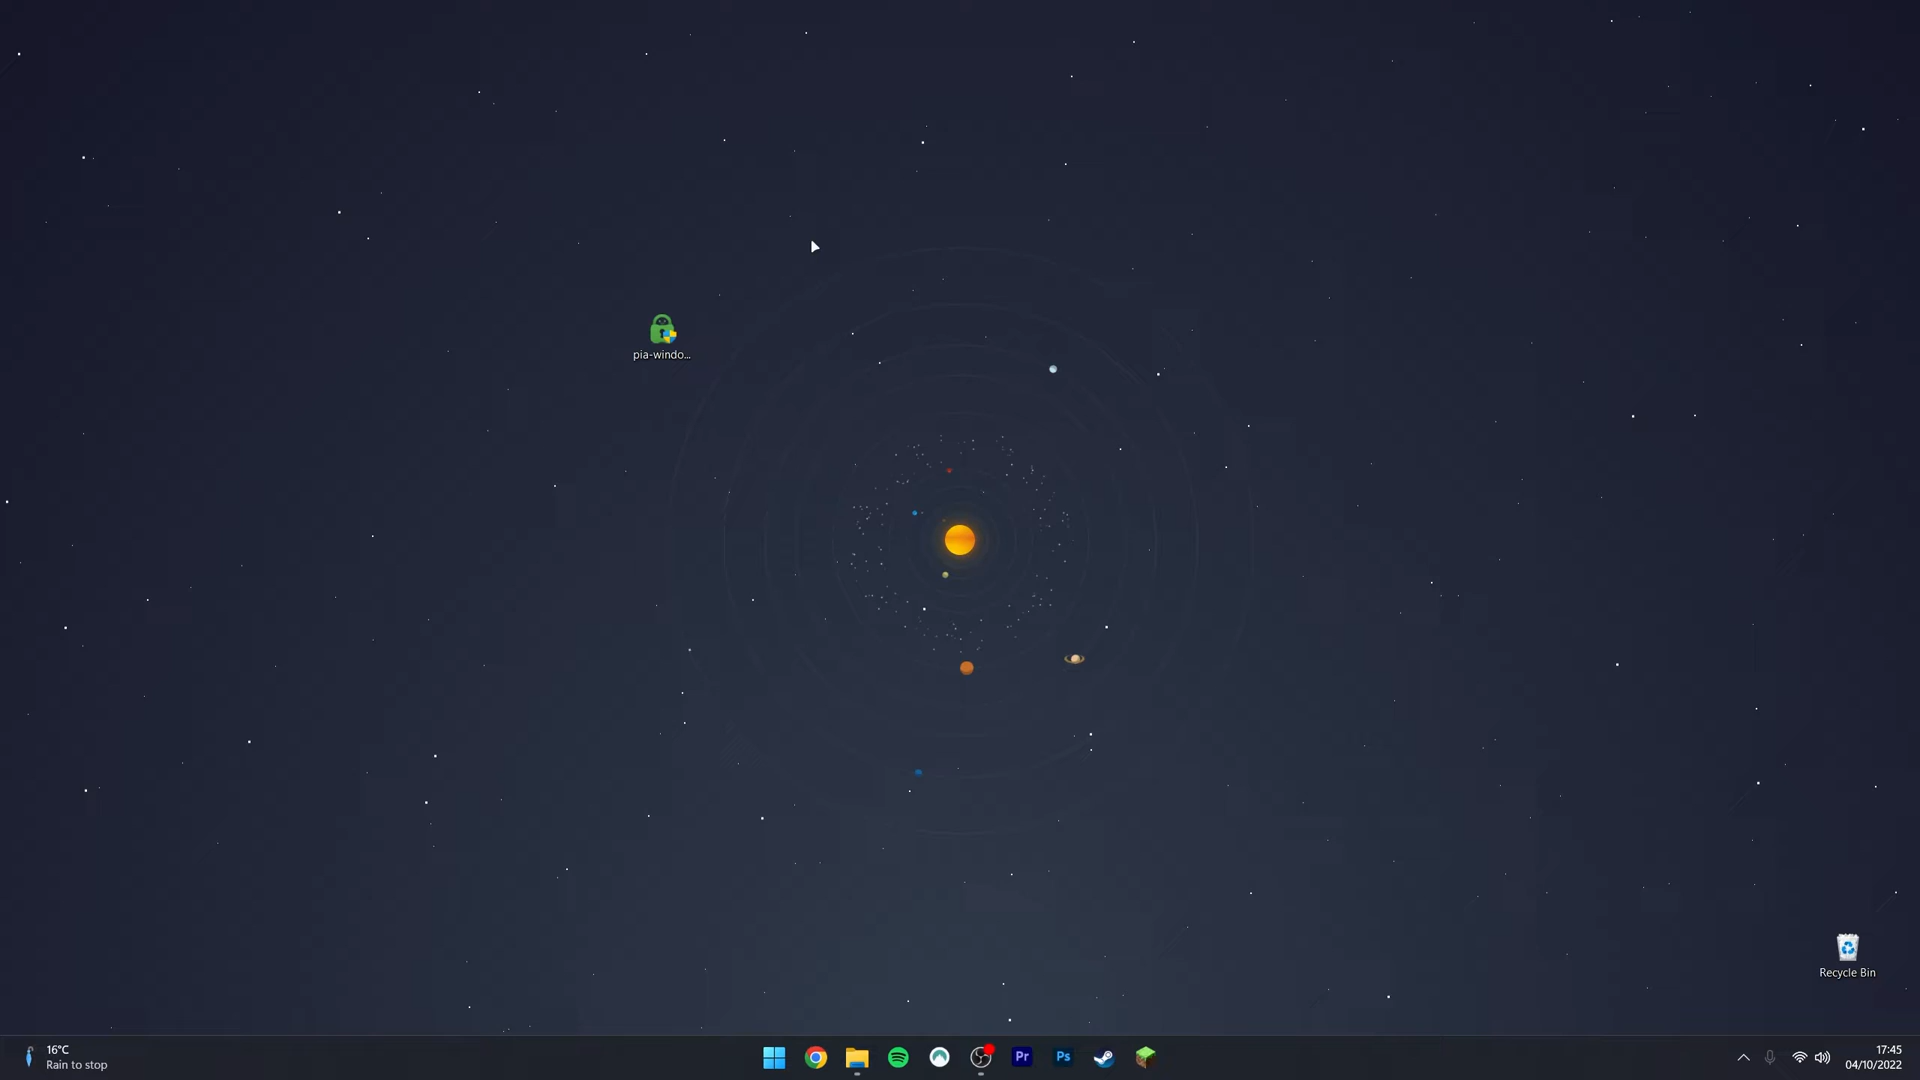 pia-windo...
Recycle Bin
16°C
Rain to stop
Pr
Ps
17:45
04/10/2022